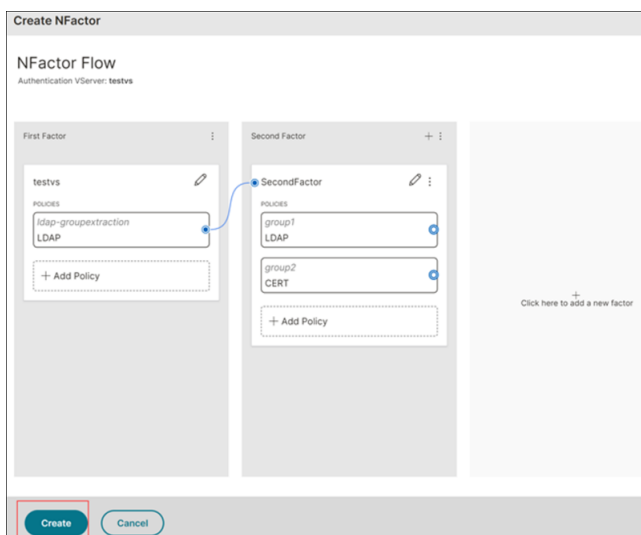 Create NFactor
NFactor Flow
Authentication VServer: testvs
First Factor
testvs
POLICIES
ldap-groupextraction
LDAP
+ Add Policy
Second Factor
SecondFactor
POLICIES
group1
LDAP
group2
CERT
+ Add Policy
+
Click here to add a new factor
Create
Cancel